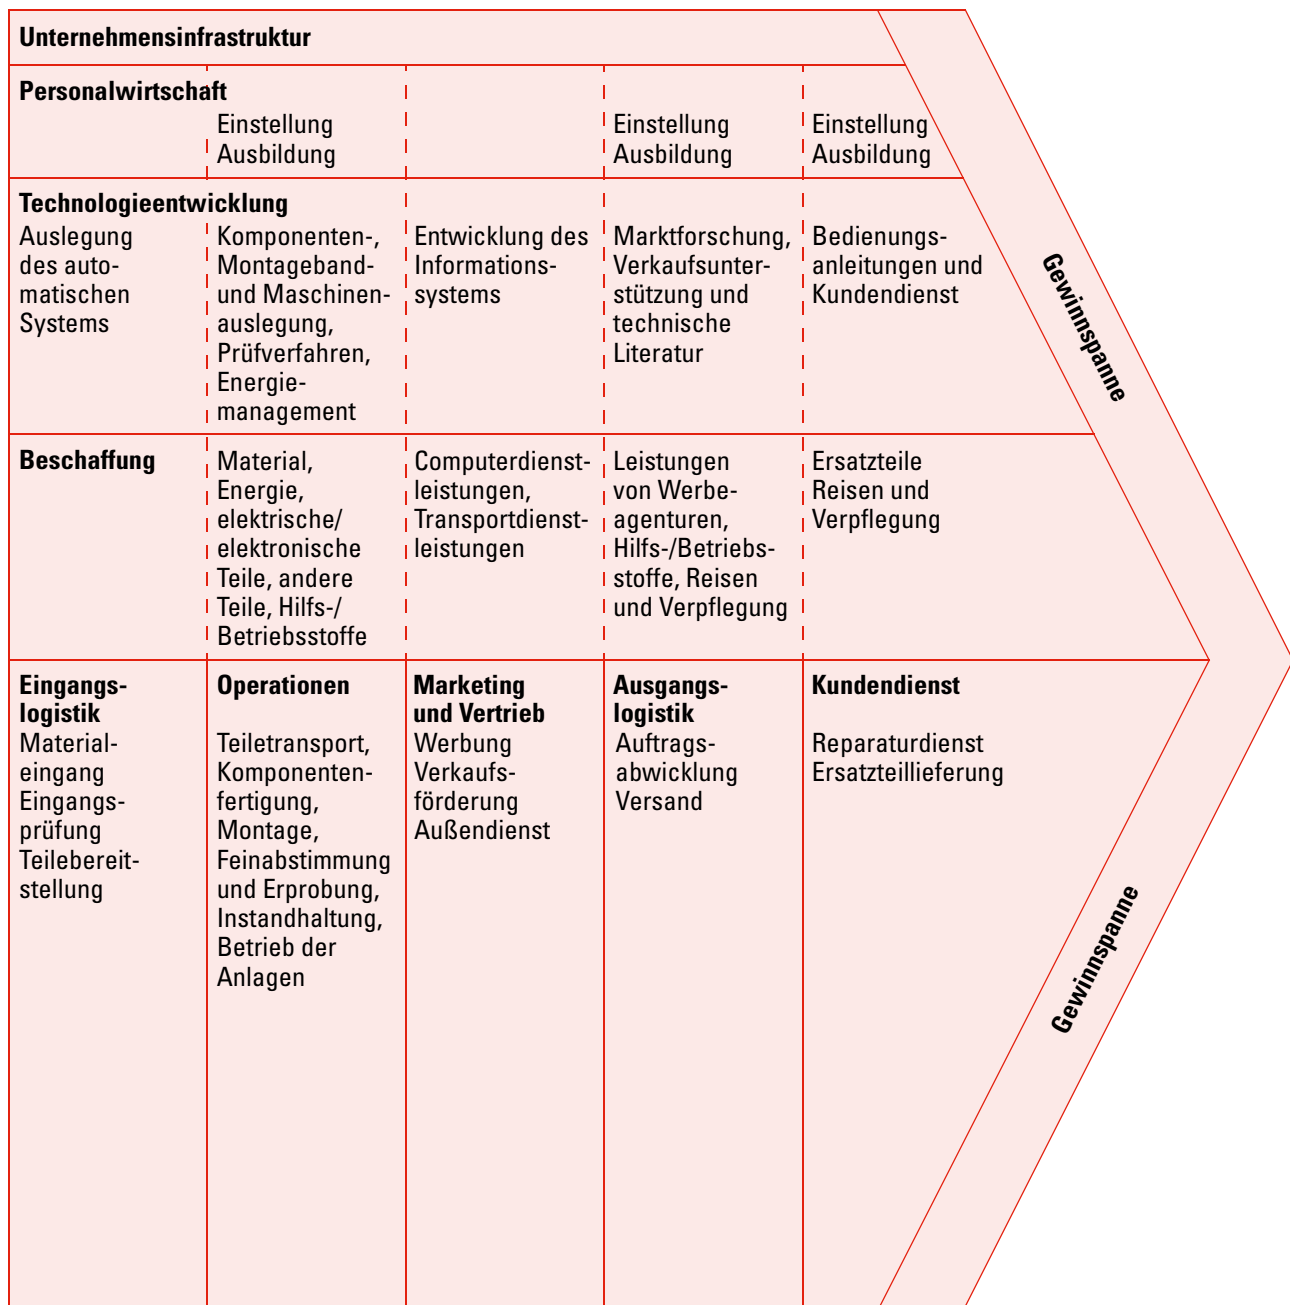 Unternehmensinfrastruktur
Personalwirtschaft
Einstellung
Ausbildung
Einstellung
Ausbildung
Einstellung
Ausbildung
Technologieentwicklung
Auslegung
des auto-
matischen
Systems
Komponenten-,
Montageband-
und Maschinen-
auslegung,
Prüfverfahren,
Energie-
management
Entwicklung des
Informations-
systems
Marktforschung,
Verkaufsunter-
stützung und
technische
Literatur
Bedienungs-
anleitungen und
Kundendienst
Beschaffung
Material,
Energie,
elektrische/
elektronische
Teile, andere
Teile, Hilfs-/
Betriebsstoffe
Computerdienst-
leistungen,
Transportdienst-
leistungen
Leistungen
von Werbe-
agenturen,
Hilfs-/Betriebs-
stoffe, Reisen
und Verpflegung
Ersatzteile
Reisen und
Verpflegung
Eingangs-
logistik
Material-
eingang
Eingangs-
prüfung
Teilebereit-
stellung
Operationen
Teiletransport,
Komponenten-
fertigung,
Montage,
Feinabstimmung
und Erprobung,
Instandhaltung,
Betrieb der
Anlagen
Marketing
und Vertrieb
Werbung
Verkaufs-
förderung
Außendienst
Ausgangs-
logistik
Auftrags-
abwicklung
Versand
Kundendienst
Reparaturdienst
Ersatzteillieferung
Gewinnspanne
Gewinnspanne